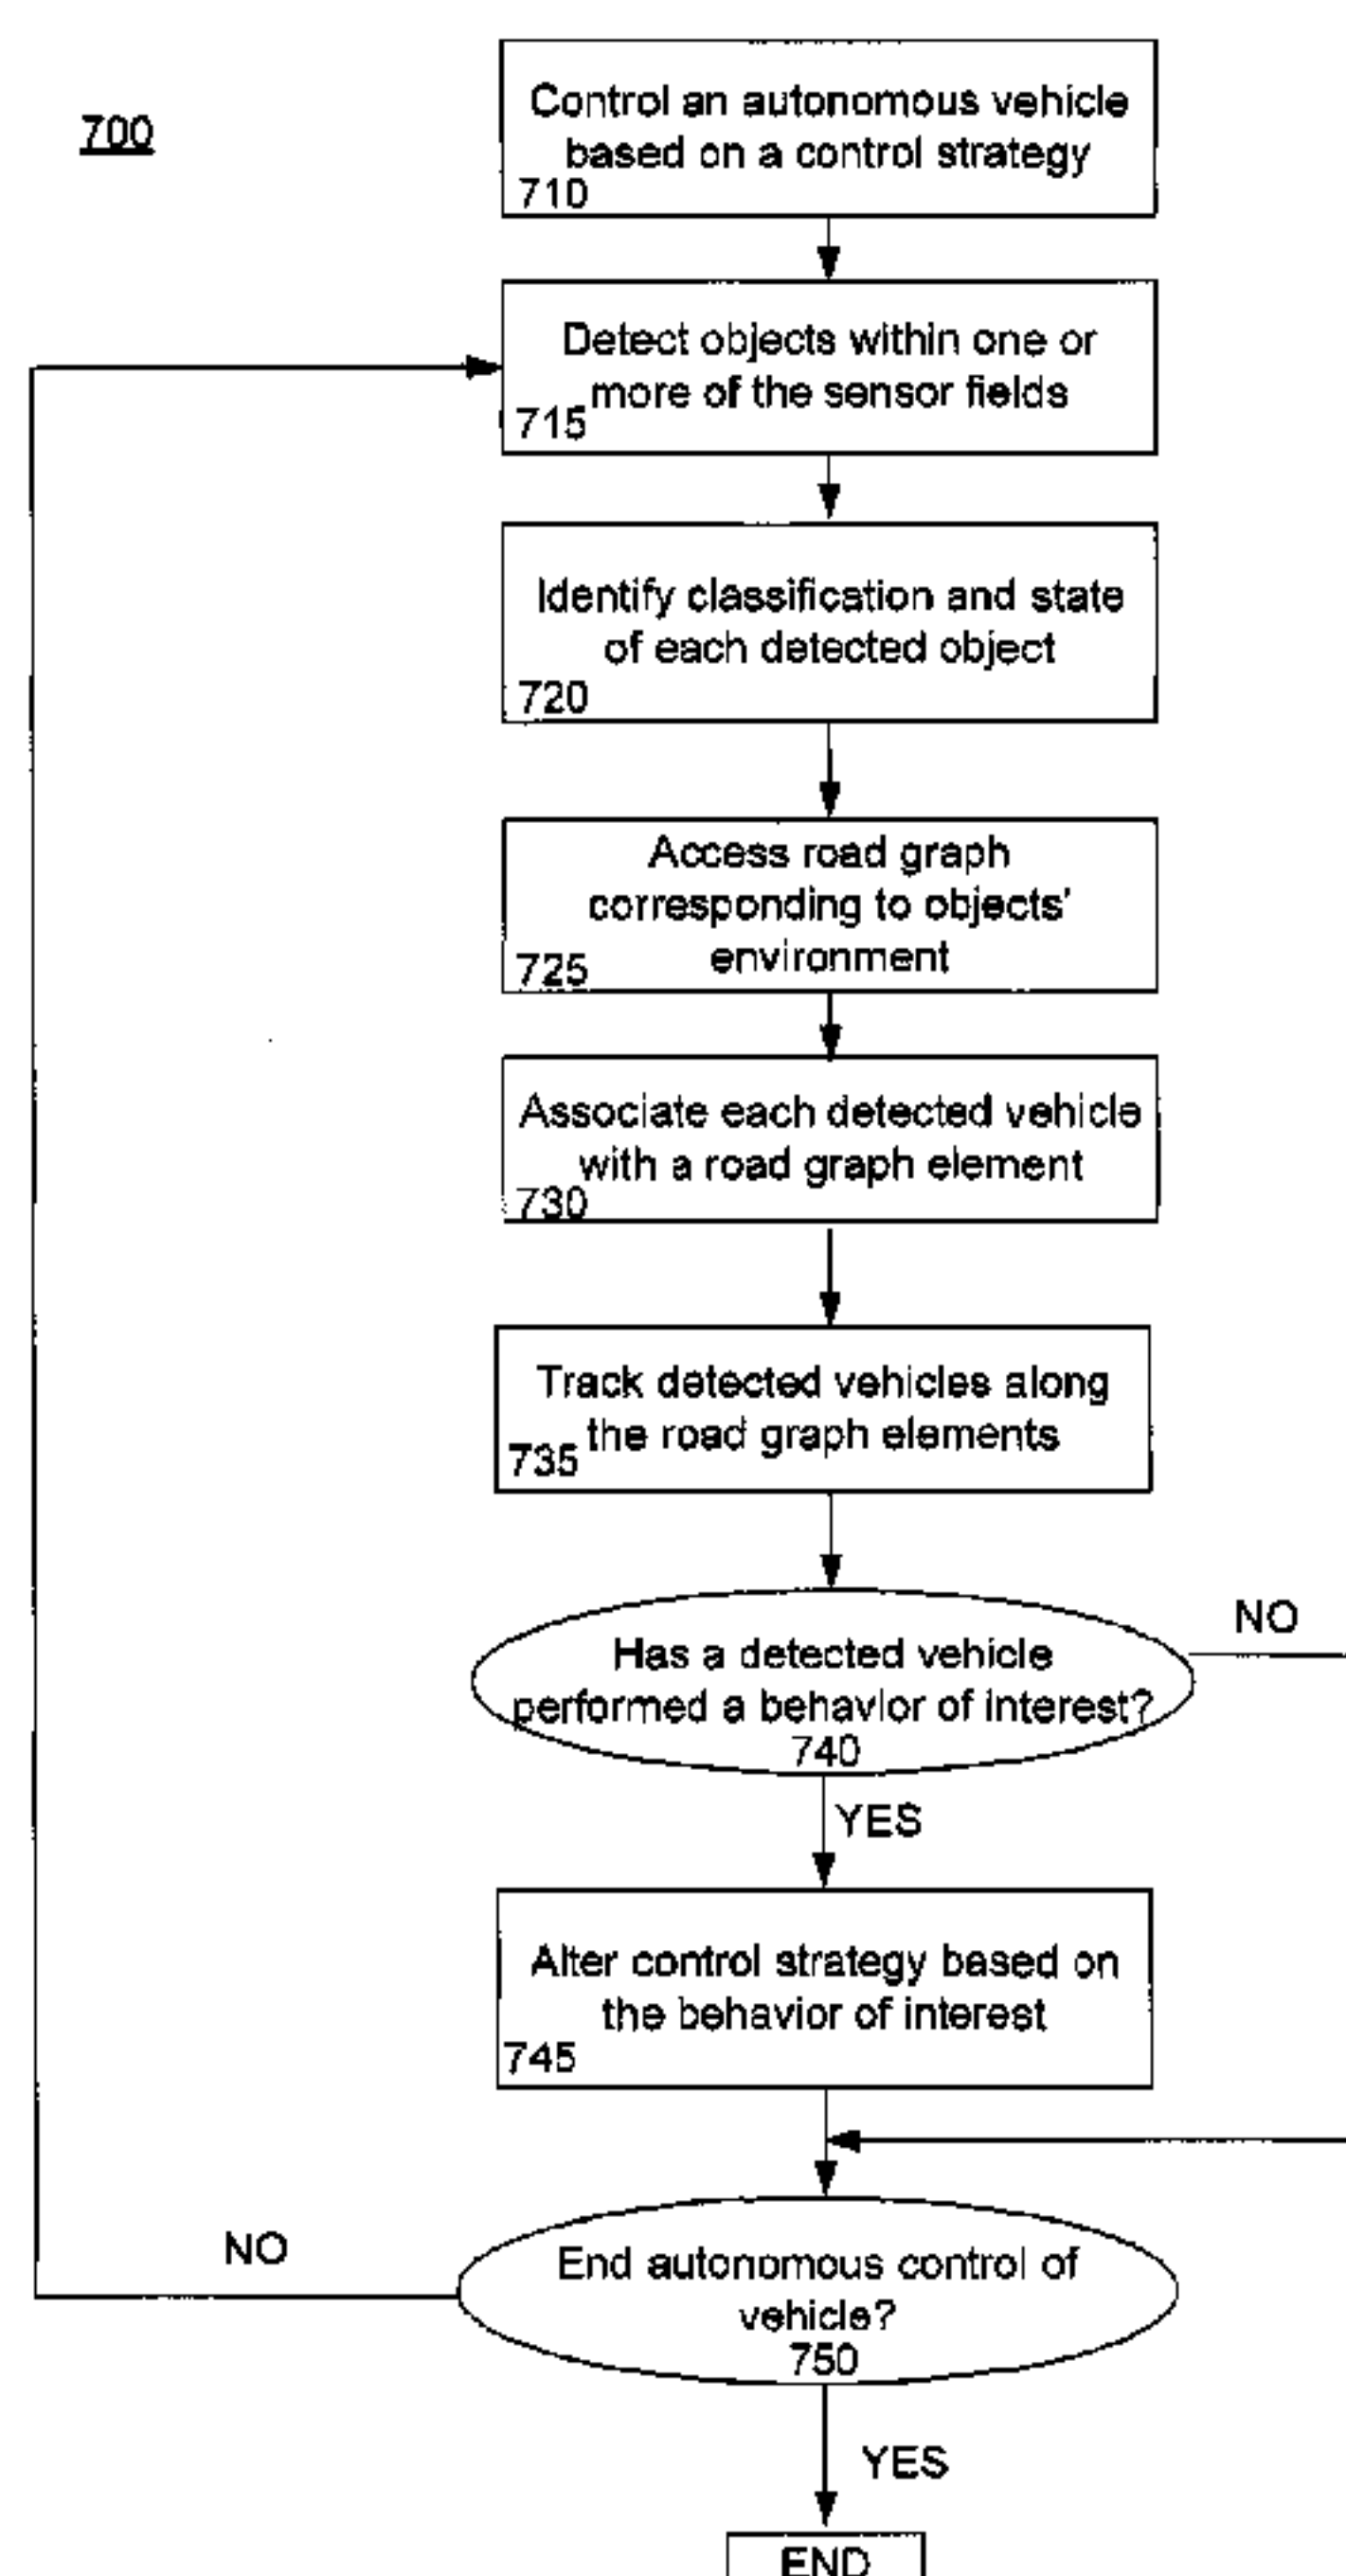 700
Control an autonomous vehicle
based on a control strategy
710
Detect objects within one or
more of the sensor fields
715
Identify classification and state
of each detected object
720
Access road graph
corresponding to objects'
environment
725
Associate each detected vehicle
with a road graph element
730
Track detected vehicles along
the road graph elements
735
Has a detected vehicle
performed a behavior of interest?
740
NO
YES
Alter control strategy based on
the behavior of interest
745
End autonomous control of
vehicle?
750
NO
YES
END